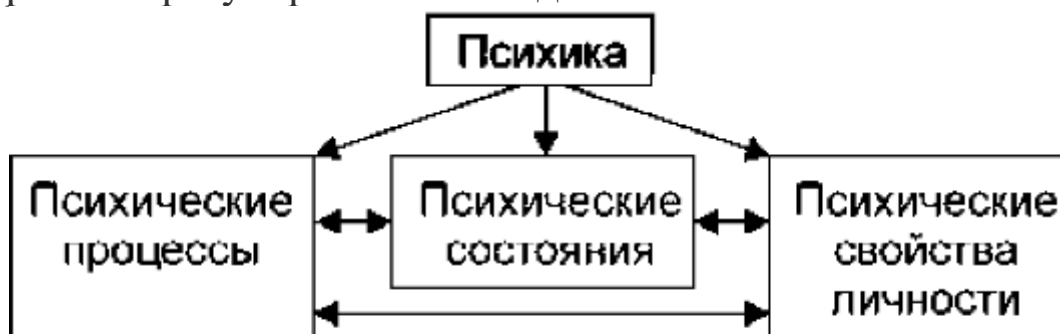 Психика
Психические
процессы
Психические
состояния
Психические
свойства
личности